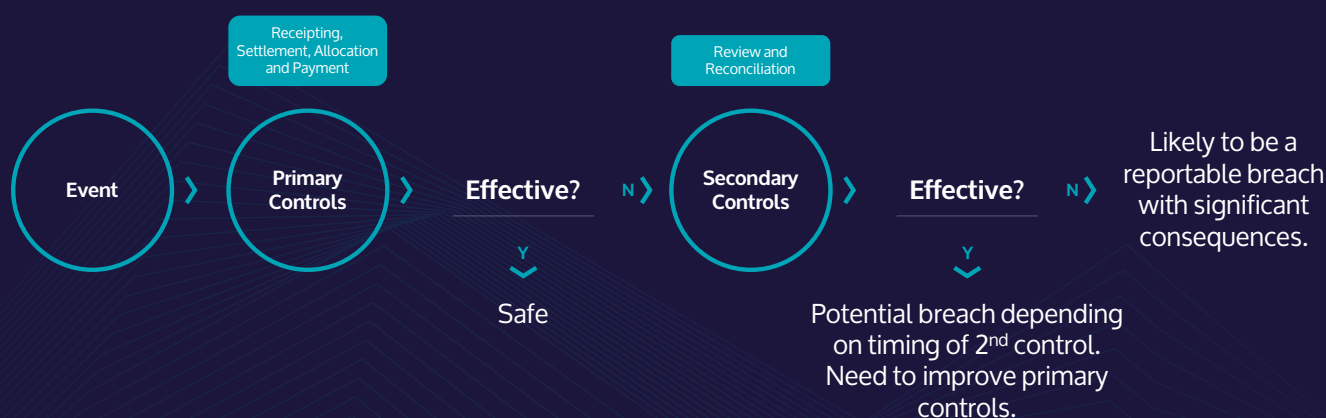 Receipting,
Settlement, Allocation
and Payment
Review and
Reconciliation
Event
Primary
Controls
Effective?
N
Secondary
Controls
Effective?
N
Likely to be a
reportable breach
with significant
consequences.
Y
Safe
Y
Potential breach depending
on timing of 2nd control.
Need to improve primary
controls.